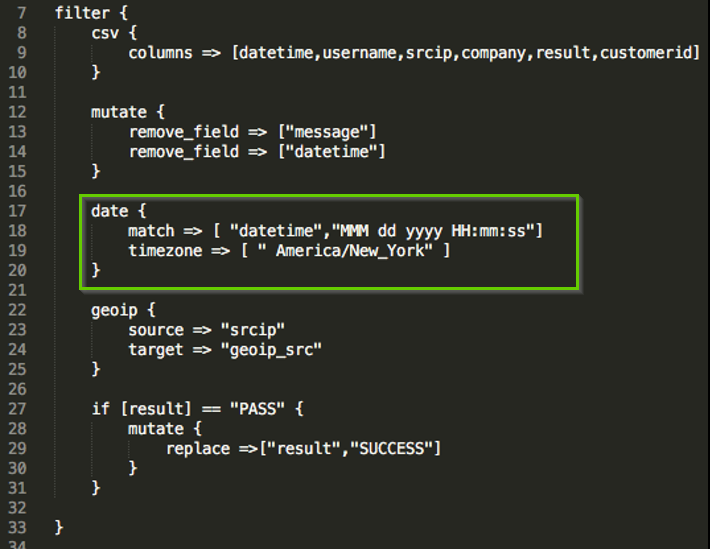 7 filter {
8     csv {
9         columns => [datetime,username,srcip,company,result,customerid]
10     }
11
12     mutate {
13         remove_field => ["message"]
14         remove_field => ["datetime"]
15     }
16
17     date {
18         match => [ "datetime","MMM dd yyyy HH:mm:ss"]
19         timezone => [ " America/New_York" ]
20     }
21
22     geoip {
23         source => "srcip"
24         target => "geoip_src"
25     }
26
27     if [result] == "PASS" {
28         mutate {
29             replace =>["result","SUCCESS"]
30         }
31     }
32
33 }
34